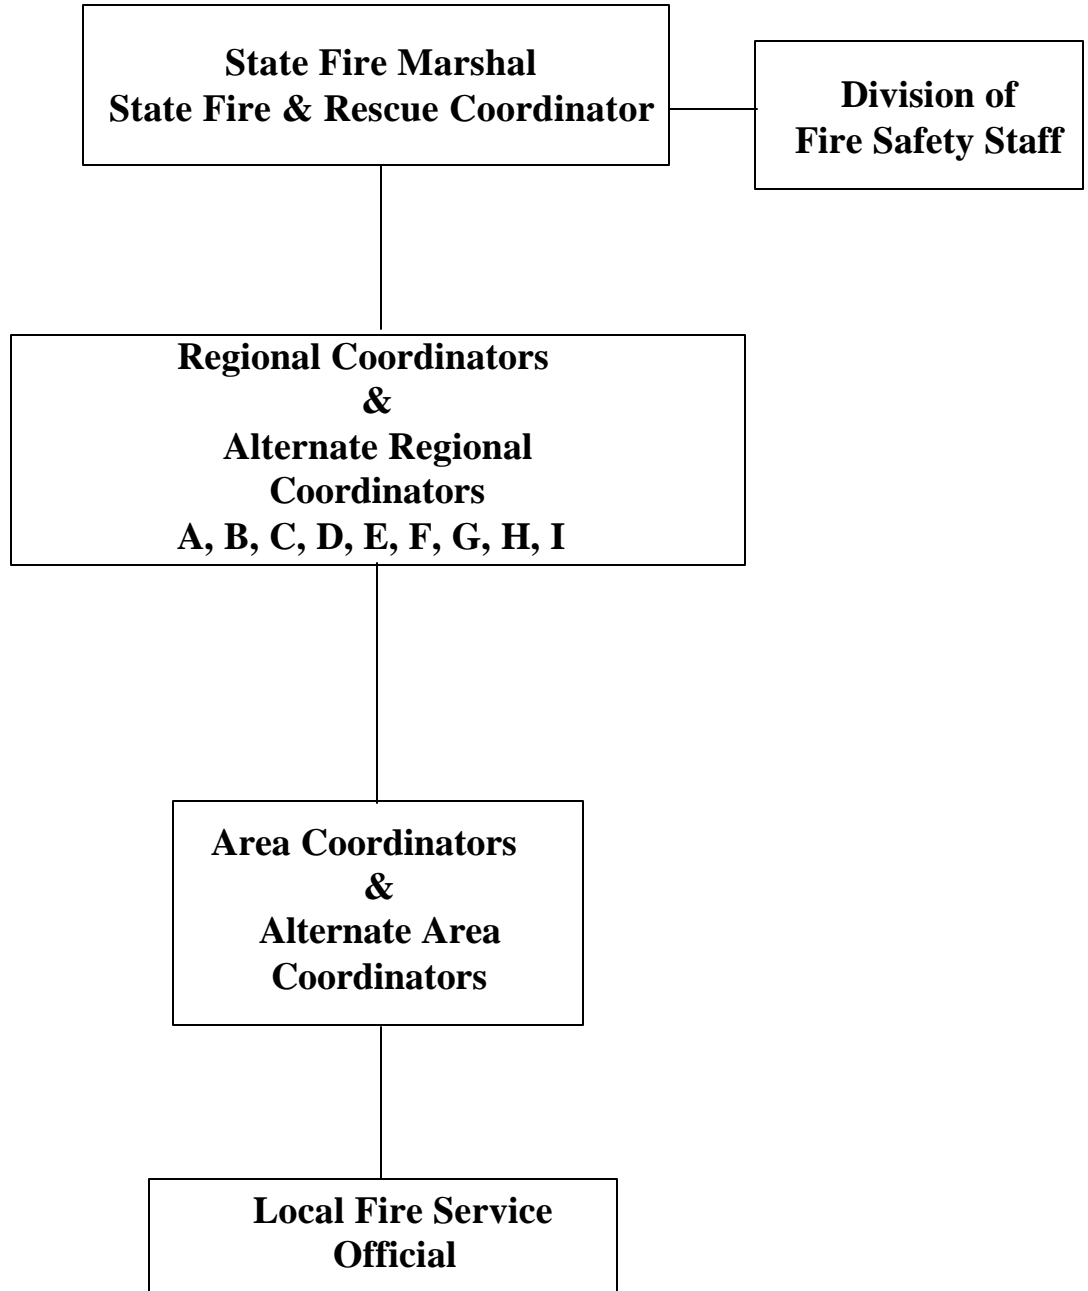 State Fire Marshal
State Fire & Rescue Coordinator
Division of
Fire Safety Staff
Regional Coordinators
&
Alternate Regional
Coordinators
A, B, C, D, E, F, G, H, I
Area Coordinators
&
Alternate Area
Coordinators
Local Fire Service
Official